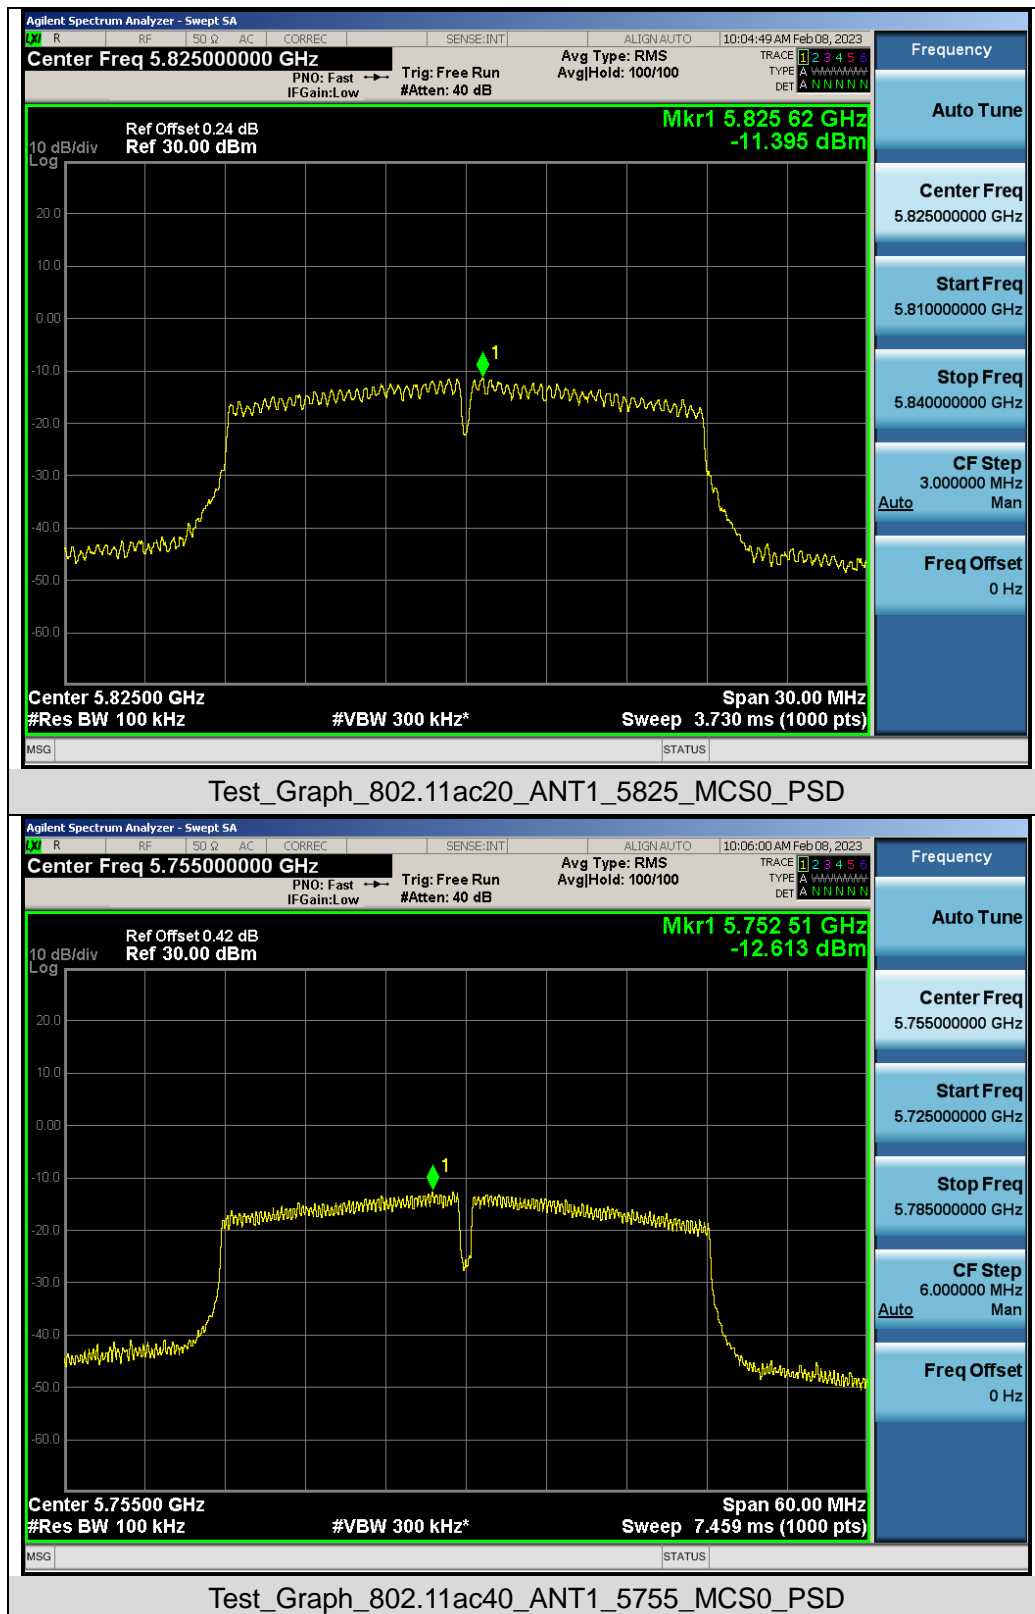 Agilent Spectrum Analyzer - Swept SA
LXI R RF 50 Ω AC CORREC SENSE:INT ALIGN AUTO 10:04:49 AM Feb 08, 2023
Center Freq 5.825000000 GHz
PNO: Fast
IFGain:Low
Trig: Free Run
#Atten: 40 dB
Avg Type: RMS
Avg|Hold: 100/100
TRACE 1 2 3 4 5 6
TYPE A WWWWW
DET A N N N N N
Mkr1 5.825 62 GHz
-11.395 dBm
Ref Offset 0.24 dB
10 dB/div Ref 30.00 dBm
Log
20.0
10.0
0.00
-10.0
-20.0
-30.0
-40.0
-50.0
-60.0
1
Center 5.82500 GHz Span 30.00 MHz
#Res BW 100 kHz #VBW 300 kHz* Sweep 3.730 ms (1000 pts)
MSG STATUS
Frequency
Auto Tune
Center Freq
5.825000000 GHz
Start Freq
5.810000000 GHz
Stop Freq
5.840000000 GHz
CF Step
3.000000 MHz
Auto Man
Freq Offset
0 Hz
Test_Graph_802.11ac20_ANT1_5825_MCS0_PSD
Agilent Spectrum Analyzer - Swept SA
LXI R RF 50 Ω AC CORREC SENSE:INT ALIGN AUTO 10:06:00 AM Feb 08, 2023
Center Freq 5.755000000 GHz
PNO: Fast
IFGain:Low
Trig: Free Run
#Atten: 40 dB
Avg Type: RMS
Avg|Hold: 100/100
TRACE 1 2 3 4 5 6
TYPE A WWWWW
DET A N N N N N
Mkr1 5.752 51 GHz
-12.613 dBm
Ref Offset 0.42 dB
10 dB/div Ref 30.00 dBm
Log
20.0
10.0
0.00
-10.0
-20.0
-30.0
-40.0
-50.0
-60.0
1
Center 5.75500 GHz Span 60.00 MHz
#Res BW 100 kHz #VBW 300 kHz* Sweep 7.459 ms (1000 pts)
MSG STATUS
Frequency
Auto Tune
Center Freq
5.755000000 GHz
Start Freq
5.725000000 GHz
Stop Freq
5.785000000 GHz
CF Step
6.000000 MHz
Auto Man
Freq Offset
0 Hz
Test_Graph_802.11ac40_ANT1_5755_MCS0_PSD